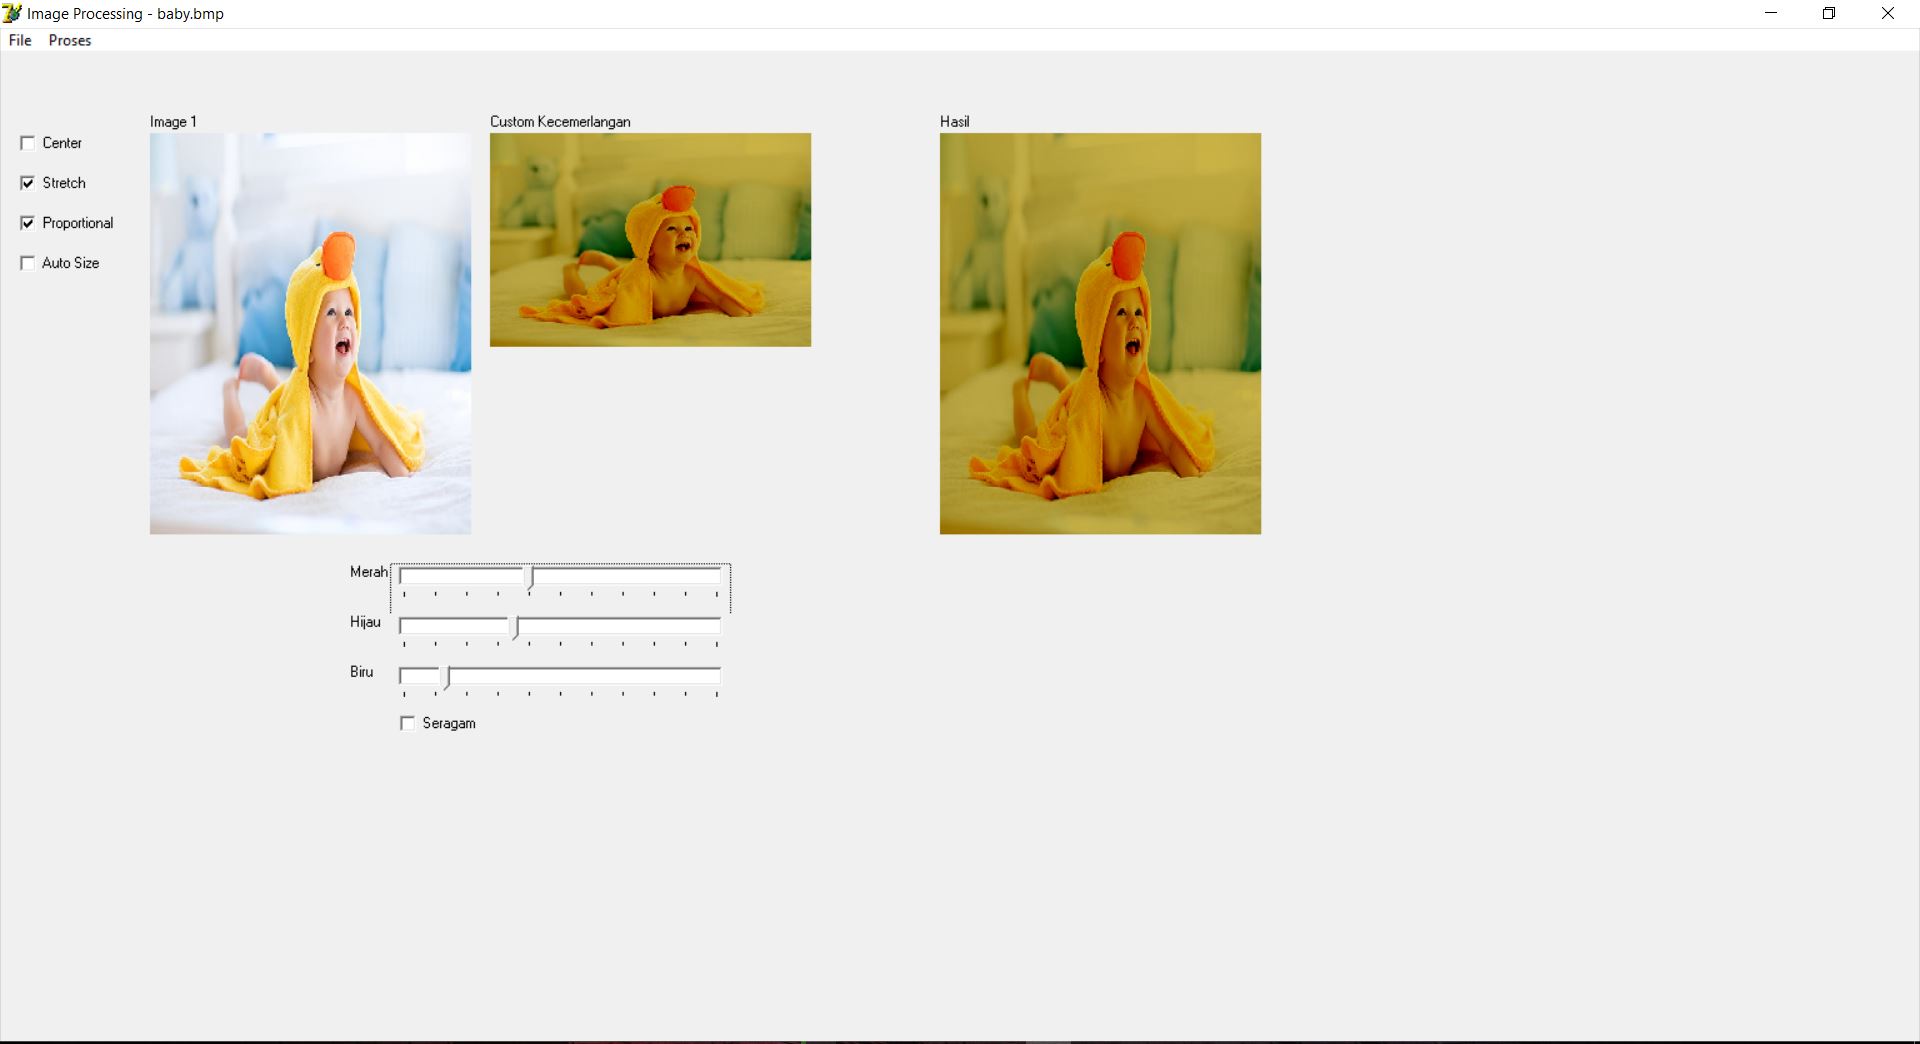 Image Processing - baby.bmp
File Proses
Image 1
Custom Kecemerlangan
Hasil
Center
Stretch
Proportional
Auto Size
Merah
Hijau
Biru
Seragam